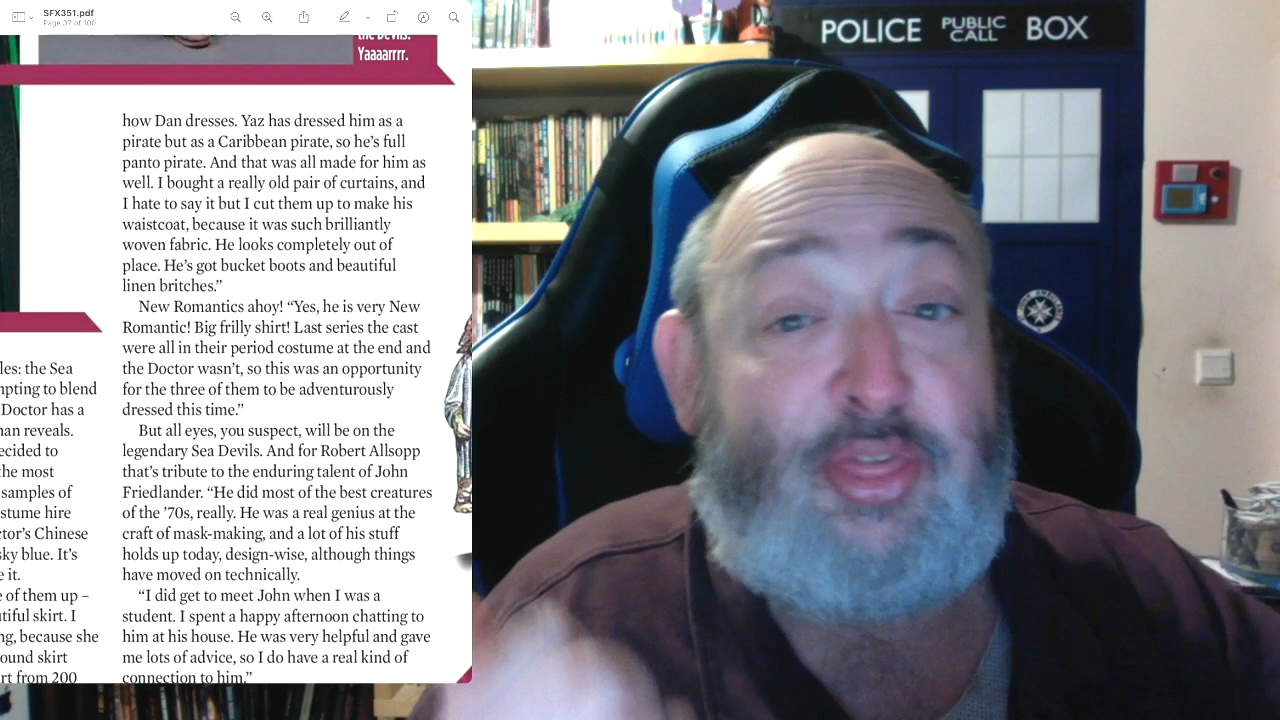 SFX351.pdf
Page 37 of 100
the Devils.
Yaaaarrrr.
how Dan dresses. Yaz has dressed him as a
pirate but as a Caribbean pirate, so he's full
panto pirate. And that was all made for him as
well. I bought a really old pair of curtains, and
I hate to say it but I cut them up to make his
waistcoat, because it was such brilliantly
woven fabric. He looks completely out of
place. He's got bucket boots and beautiful
linen britches."
New Romantics ahoy! "Yes, he is very New
Romantic! Big frilly shirt! Last series the cast
were all in their period costume at the end and
the Doctor wasn't, so this was an opportunity
for the three of them to be adventurously
dressed this time."
But all eyes, you suspect, will be on the
legendary Sea Devils. And for Robert Allsopp
that's tribute to the enduring talent of John
Friedlander. "He did most of the best creatures
of the '70s, really. He was a real genius at the
craft of mask-making, and a lot of his stuff
holds up today, design-wise, although things
have moved on technically.
"I did get to meet John when I was a
student. I spent a happy afternoon chatting to
him at his house. He was very helpful and gave
me lots of advice, so I do have a real kind of
connection to him."
les: the Sea
mpting to blend
Doctor has a
man reveals.
ecided to
the most
samples of
stume hire
ctor's Chinese
sky blue. It's
e it.
e of them up –
utiful skirt. I
ng, because she
ound skirt
rt from 200
POLICE PUBLIC CALL BOX